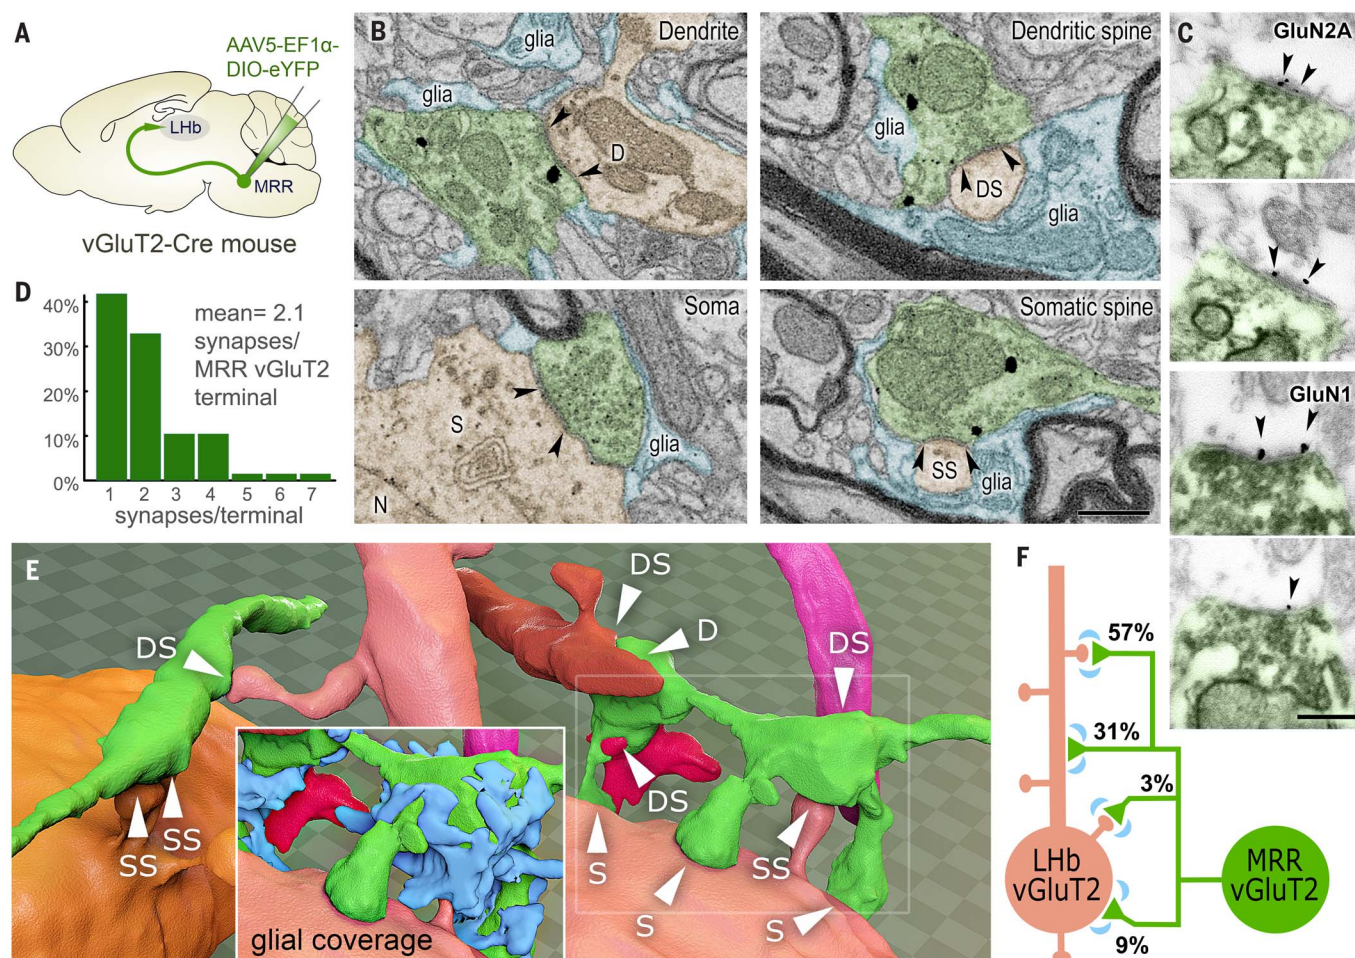 A
AAV5-EF1α-
DIO-eYFP
LHb
MRR
vGluT2-Cre mouse
B
glia
Dendrite
glia
D
Dendritic spine
glia
DS
glia
Soma
S
glia
N
Somatic spine
SS
glia
C
GluN2A
GluN1
D
40%
30%
20%
10%
0%
mean= 2.1
synapses/
MRR vGluT2
terminal
1 2 3 4 5 6 7
synapses/terminal
E
DS
DS
D
DS
SS
SS
DS
S
S
SS
S
glial coverage
F
57%
31%
3%
LHb
vGluT2
MRR
vGluT2
9%